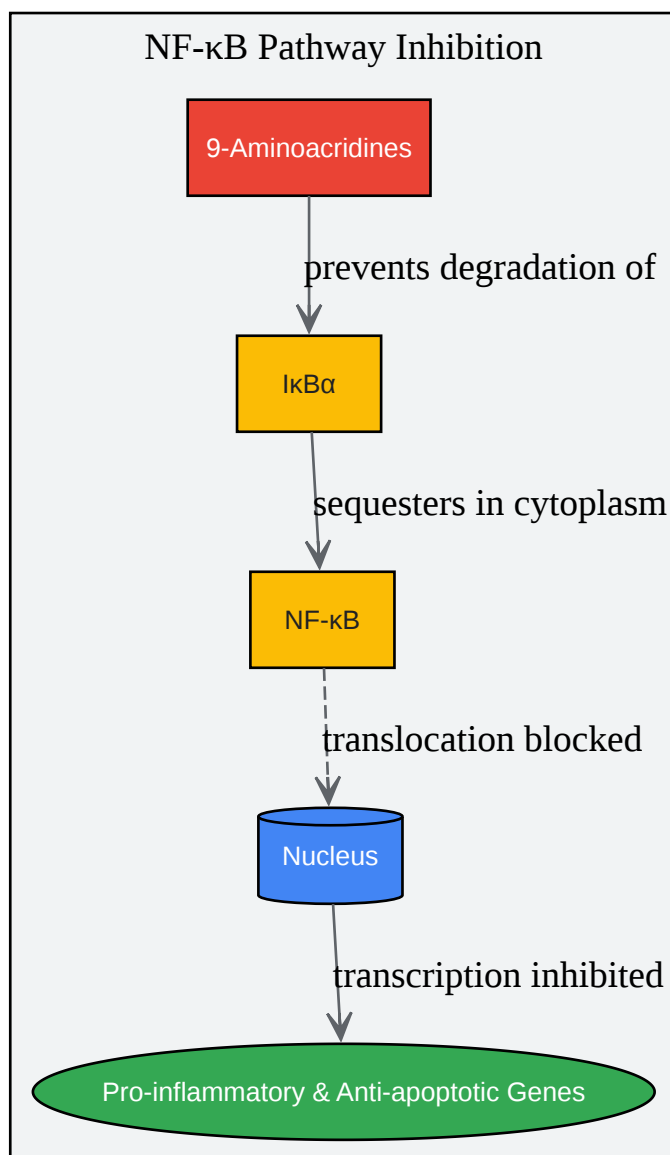 NF-κB Pathway Inhibition
9-Aminoacridines
prevents degradation of
IκBα
sequesters in cytoplasm
NF-κB
translocation blocked
Nucleus
transcription inhibited
Pro-inflammatory & Anti-apoptotic Genes